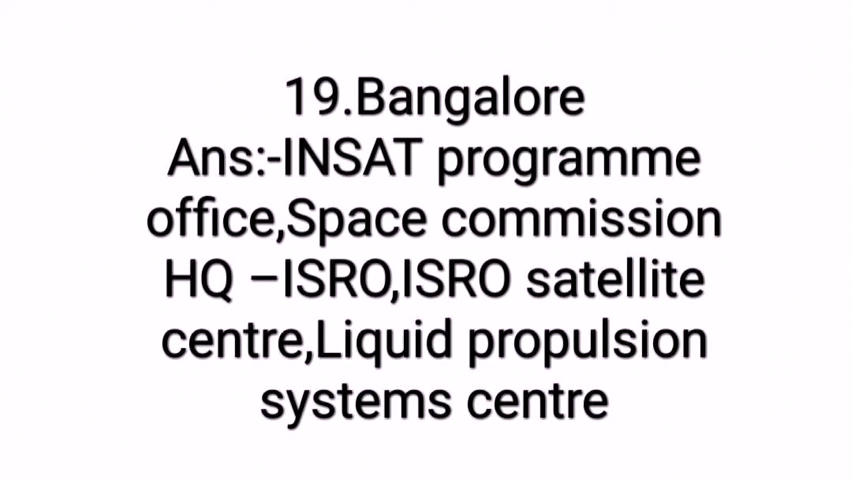 19.Bangalore
Ans:-INSAT programme
office,Space commission
HQ –ISRO,ISRO satellite
centre,Liquid propulsion
systems centre